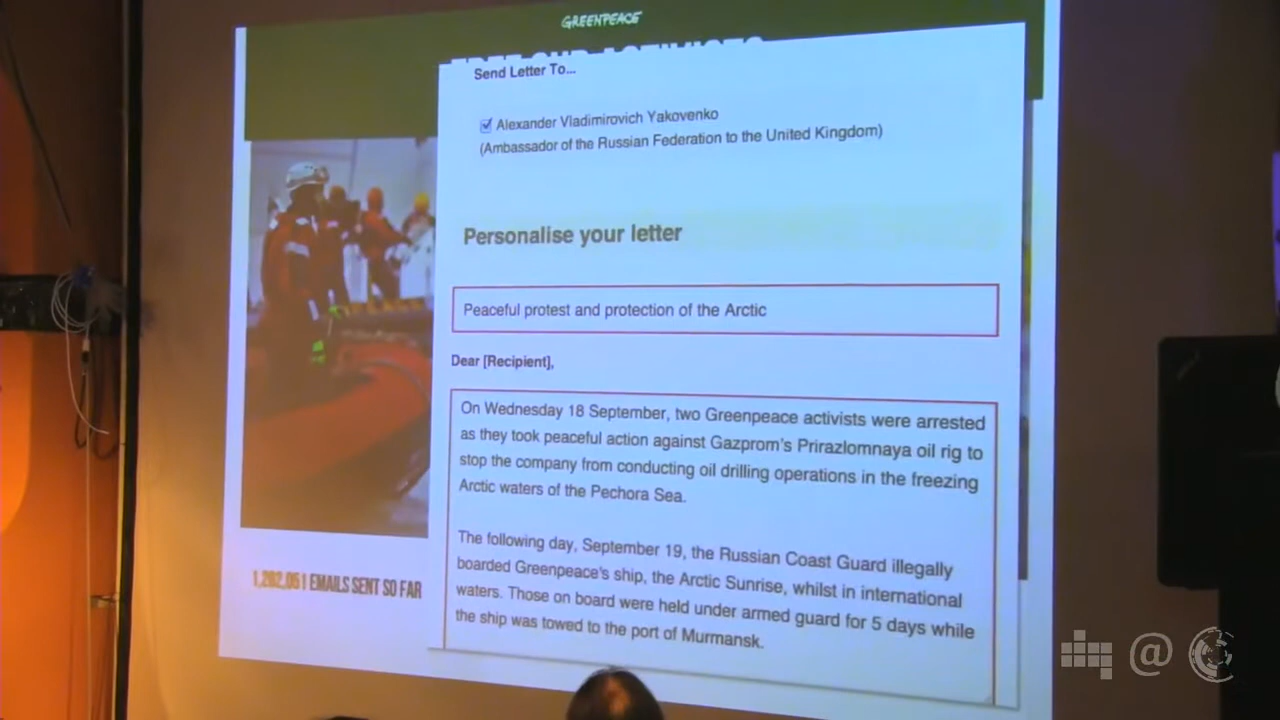 GREENPEACE
Send Letter To...
Alexander Vladimirovich Yakovenko
(Ambassador of the Russian Federation to the United Kingdom)
Personalise your letter
Peaceful protest and protection of the Arctic
Dear [Recipient],
On Wednesday 18 September, two Greenpeace activists were arrested
as they took peaceful action against Gazprom's Prirazlomnaya oil rig to
stop the company from conducting oil drilling operations in the freezing
Arctic waters of the Pechora Sea.
The following day, September 19, the Russian Coast Guard illegally
boarded Greenpeace's ship, the Arctic Sunrise, whilst in international
waters. Those on board were held under armed guard for 5 days while
the ship was towed to the port of Murmansk.
EMAILS SENT SO FAR
@